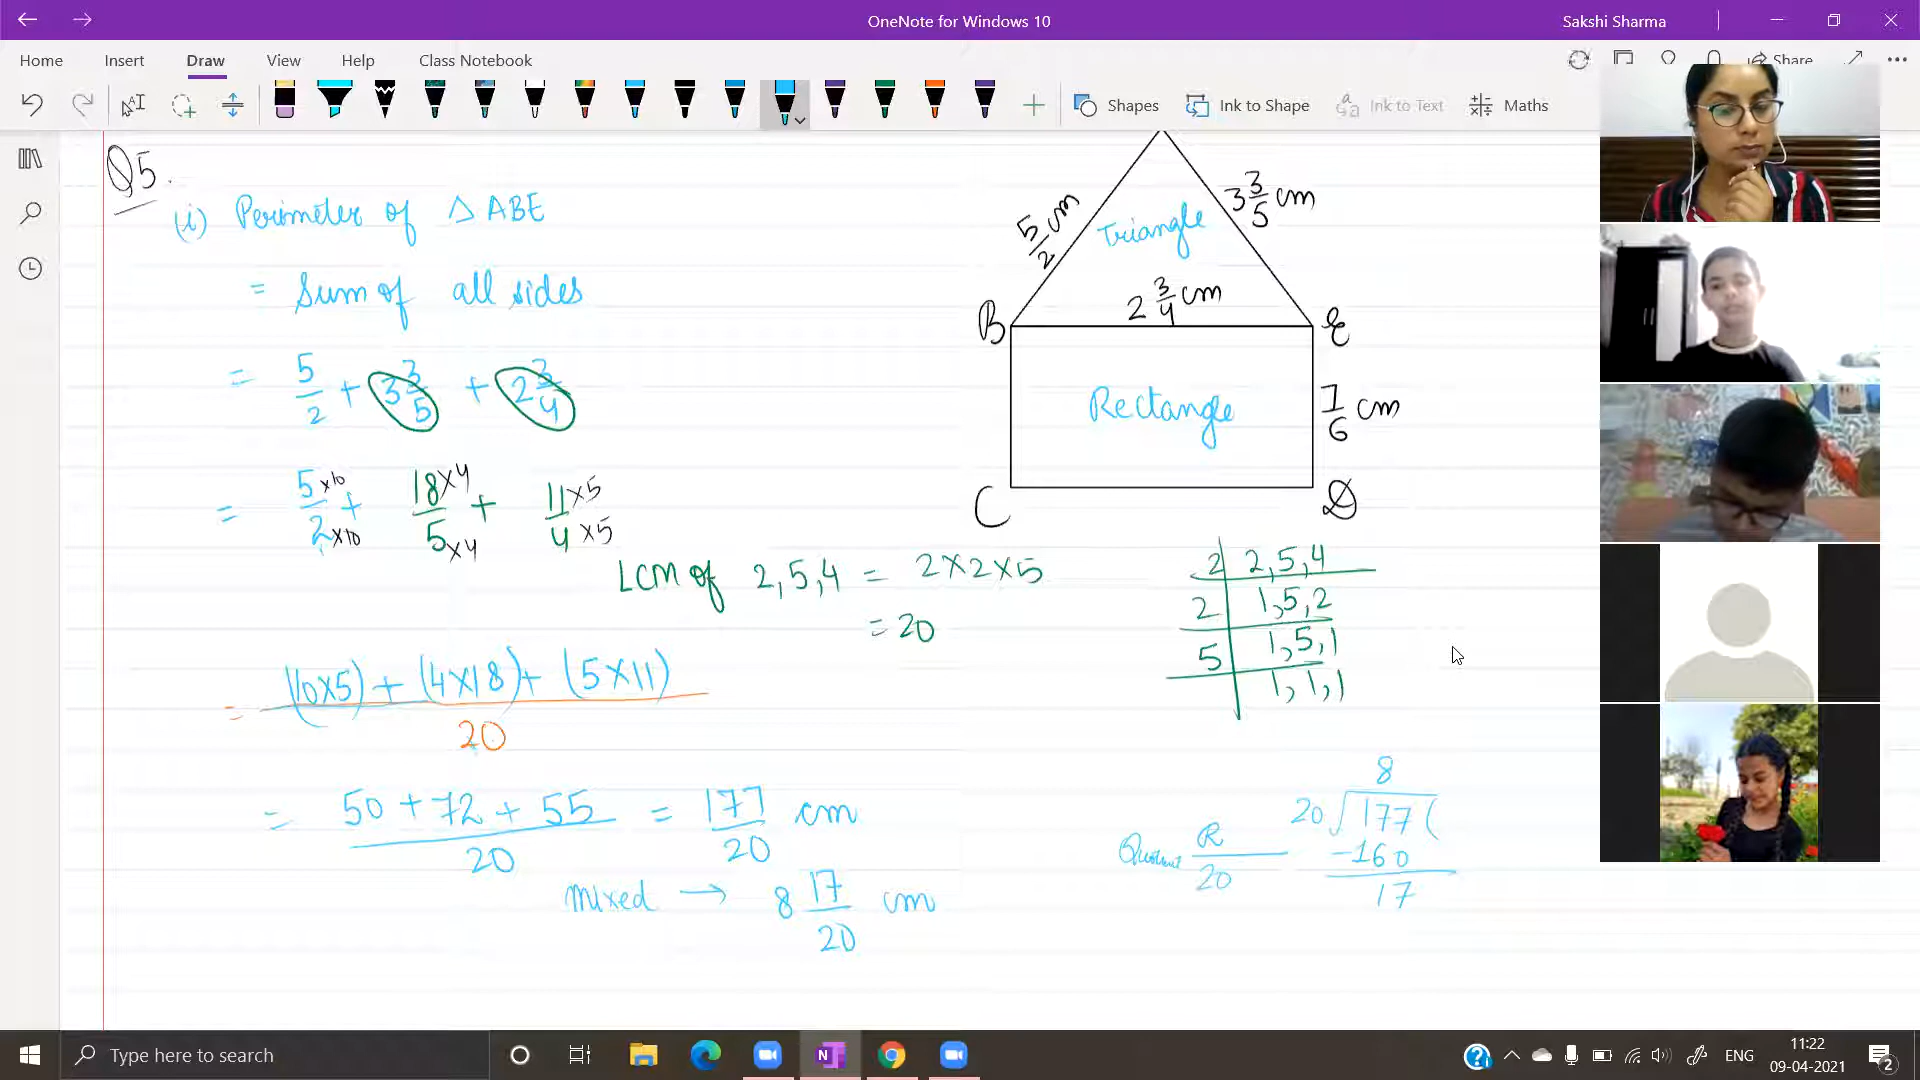 OneNote for Windows 10
Sakshi Sharma
Home Insert Draw View Help Class Notebook
Share
Shapes Ink to Shape Ink to Text Maths
Q5.
(i) Perimeter of △ ABE
= Sum of all sides
= 5/2 + 3 3/5 + 2 3/4
= 5×10/2×10 + 18×4/5×4 + 11×5/4×5
LCM of 2,5,4 = 2×2×5
= 20
= (10×5) + (4×18) + (5×11)
20
= 50 + 72 + 55 / 20 = 177/20 cm
Mixed → 8 17/20 cm
5/2 cm
3 3/5 cm
Triangle
2 3/4 cm
B E
Rectangle
7/6 cm
C D
2 | 2,5,4
2 | 1,5,2
5 | 1,5,1
| 1,1,1
8
20 √177 (
-160
17
Quotient R/20
Type here to search
N
ENG
11:22
09-04-2021
2